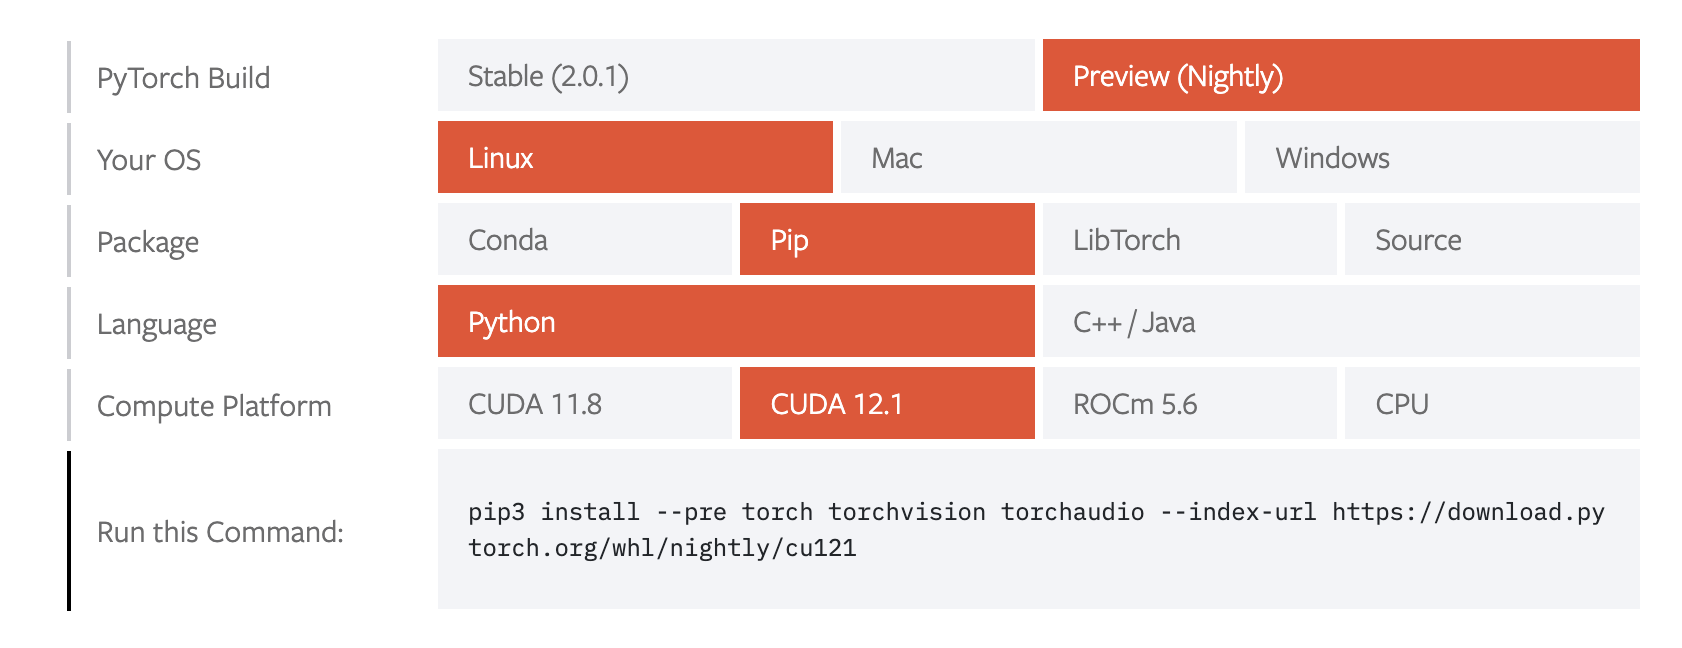 PyTorch Build
Stable (2.0.1)
Preview (Nightly)
Your OS
Linux
Mac
Windows
Package
Conda
Pip
LibTorch
Source
Language
Python
C++ / Java
Compute Platform
CUDA 11.8
CUDA 12.1
ROCm 5.6
CPU
Run this Command:
pip3 install --pre torch torchvision torchaudio --index-url https://download.py
torch.org/whl/nightly/cu121